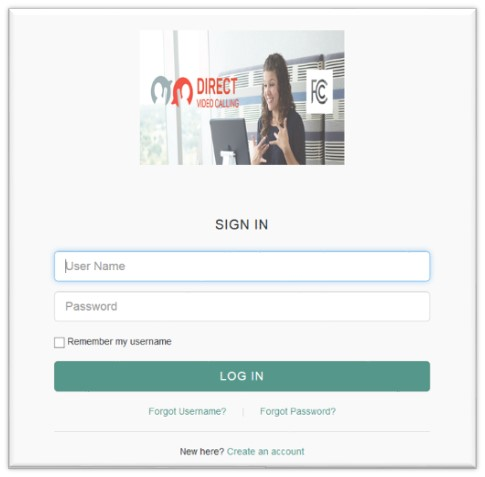 DIRECT
VIDEO CALLING
FCC
SIGN IN
User Name
Password
Remember my username
LOG IN
Forgot Username? | Forgot Password?
New here? Create an account